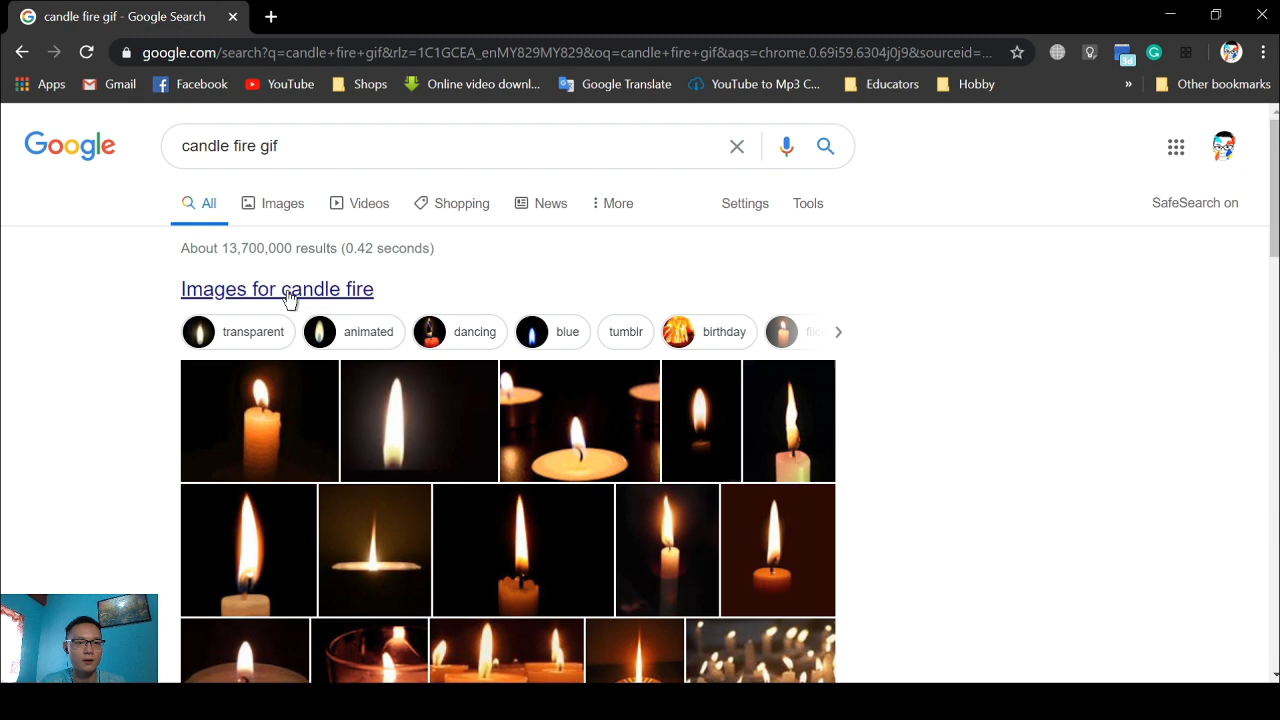 candle fire gif - Google Search
google.com/search?q=candle+fire+gif&rlz=1C1GCEA_enMY829MY829&oq=candle+fire+gif&aqs=chrome.0.69i59.6304j0j9&sourceid=...
3d
Apps Gmail Facebook YouTube Shops Online video downl... Google Translate YouTube to Mp3 C... Educators Hobby » Other bookmarks
Google
candle fire gif
All Images Videos Shopping News More Settings Tools SafeSearch on
About 13,700,000 results (0.42 seconds)
Images for candle fire
transparent animated dancing blue tumblr birthday